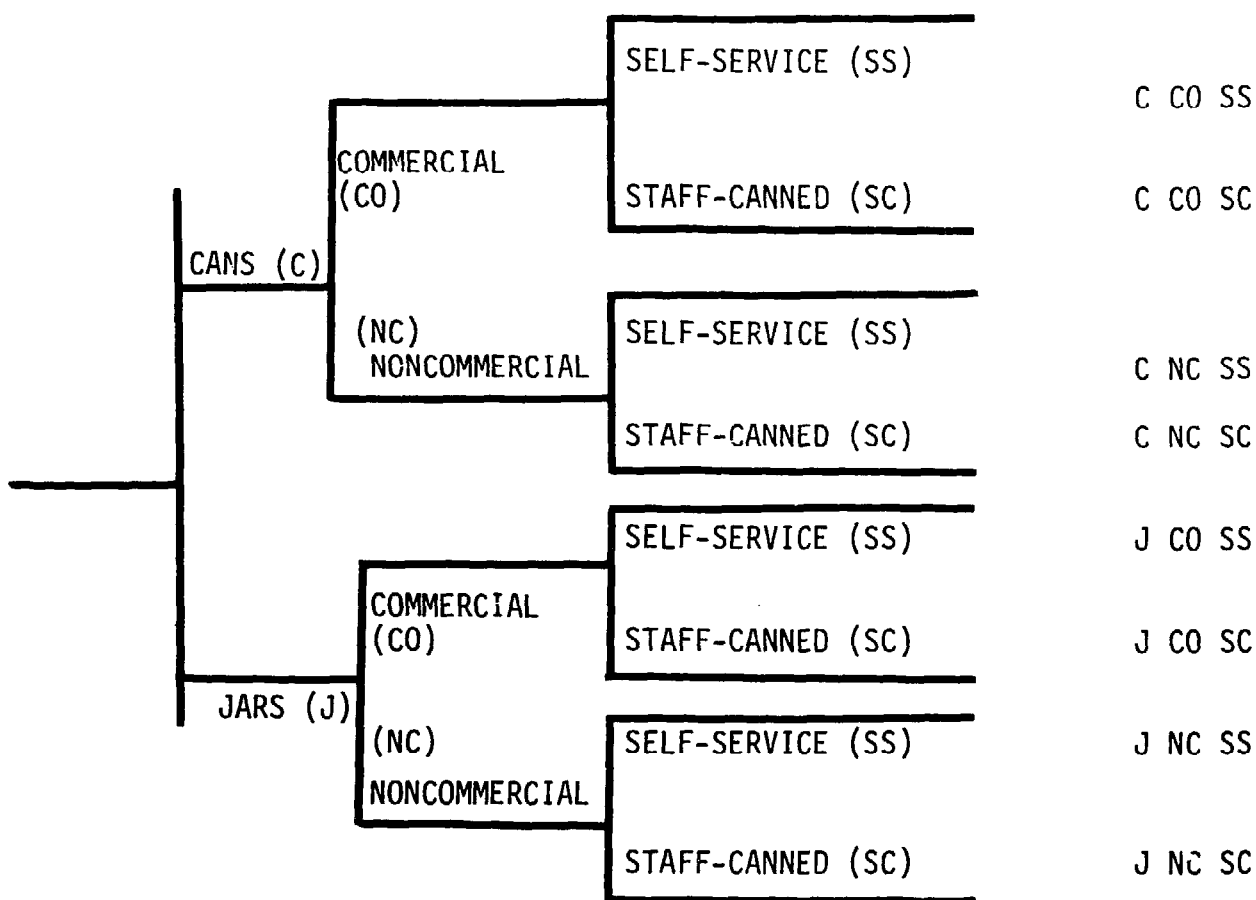 SELF-SERVICE (SS)
C CO SS
COMMERCIAL
(CO)
STAFF-CANNED (SC)
C CO SC
CANS (C)
(NC)
NONCOMMERCIAL
SELF-SERVICE (SS)
C NC SS
STAFF-CANNED (SC)
C NC SC
SELF-SERVICE (SS)
J CO SS
COMMERCIAL
(CO)
STAFF-CANNED (SC)
J CO SC
JARS (J)
(NC)
NONCOMMERCIAL
SELF-SERVICE (SS)
J NC SS
STAFF-CANNED (SC)
J NC SC